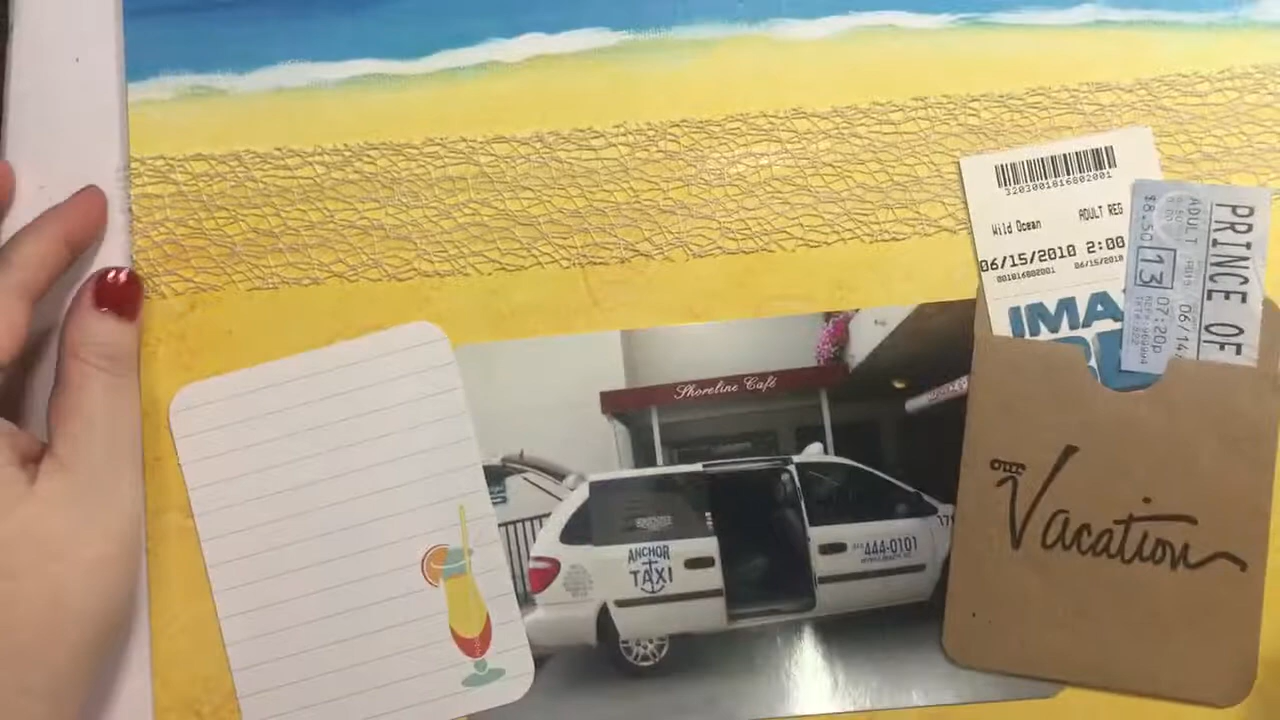 3203001816802001
Wild Ocean ADULT REG
06/15/2010 2:00
001816802001 06/15/2010
IMA
PRINCE OF
ADULT
06/14
$8.50 13 07:20p
Shoreline Café
ANCHOR
TAXI
444-0101
our
Vacation